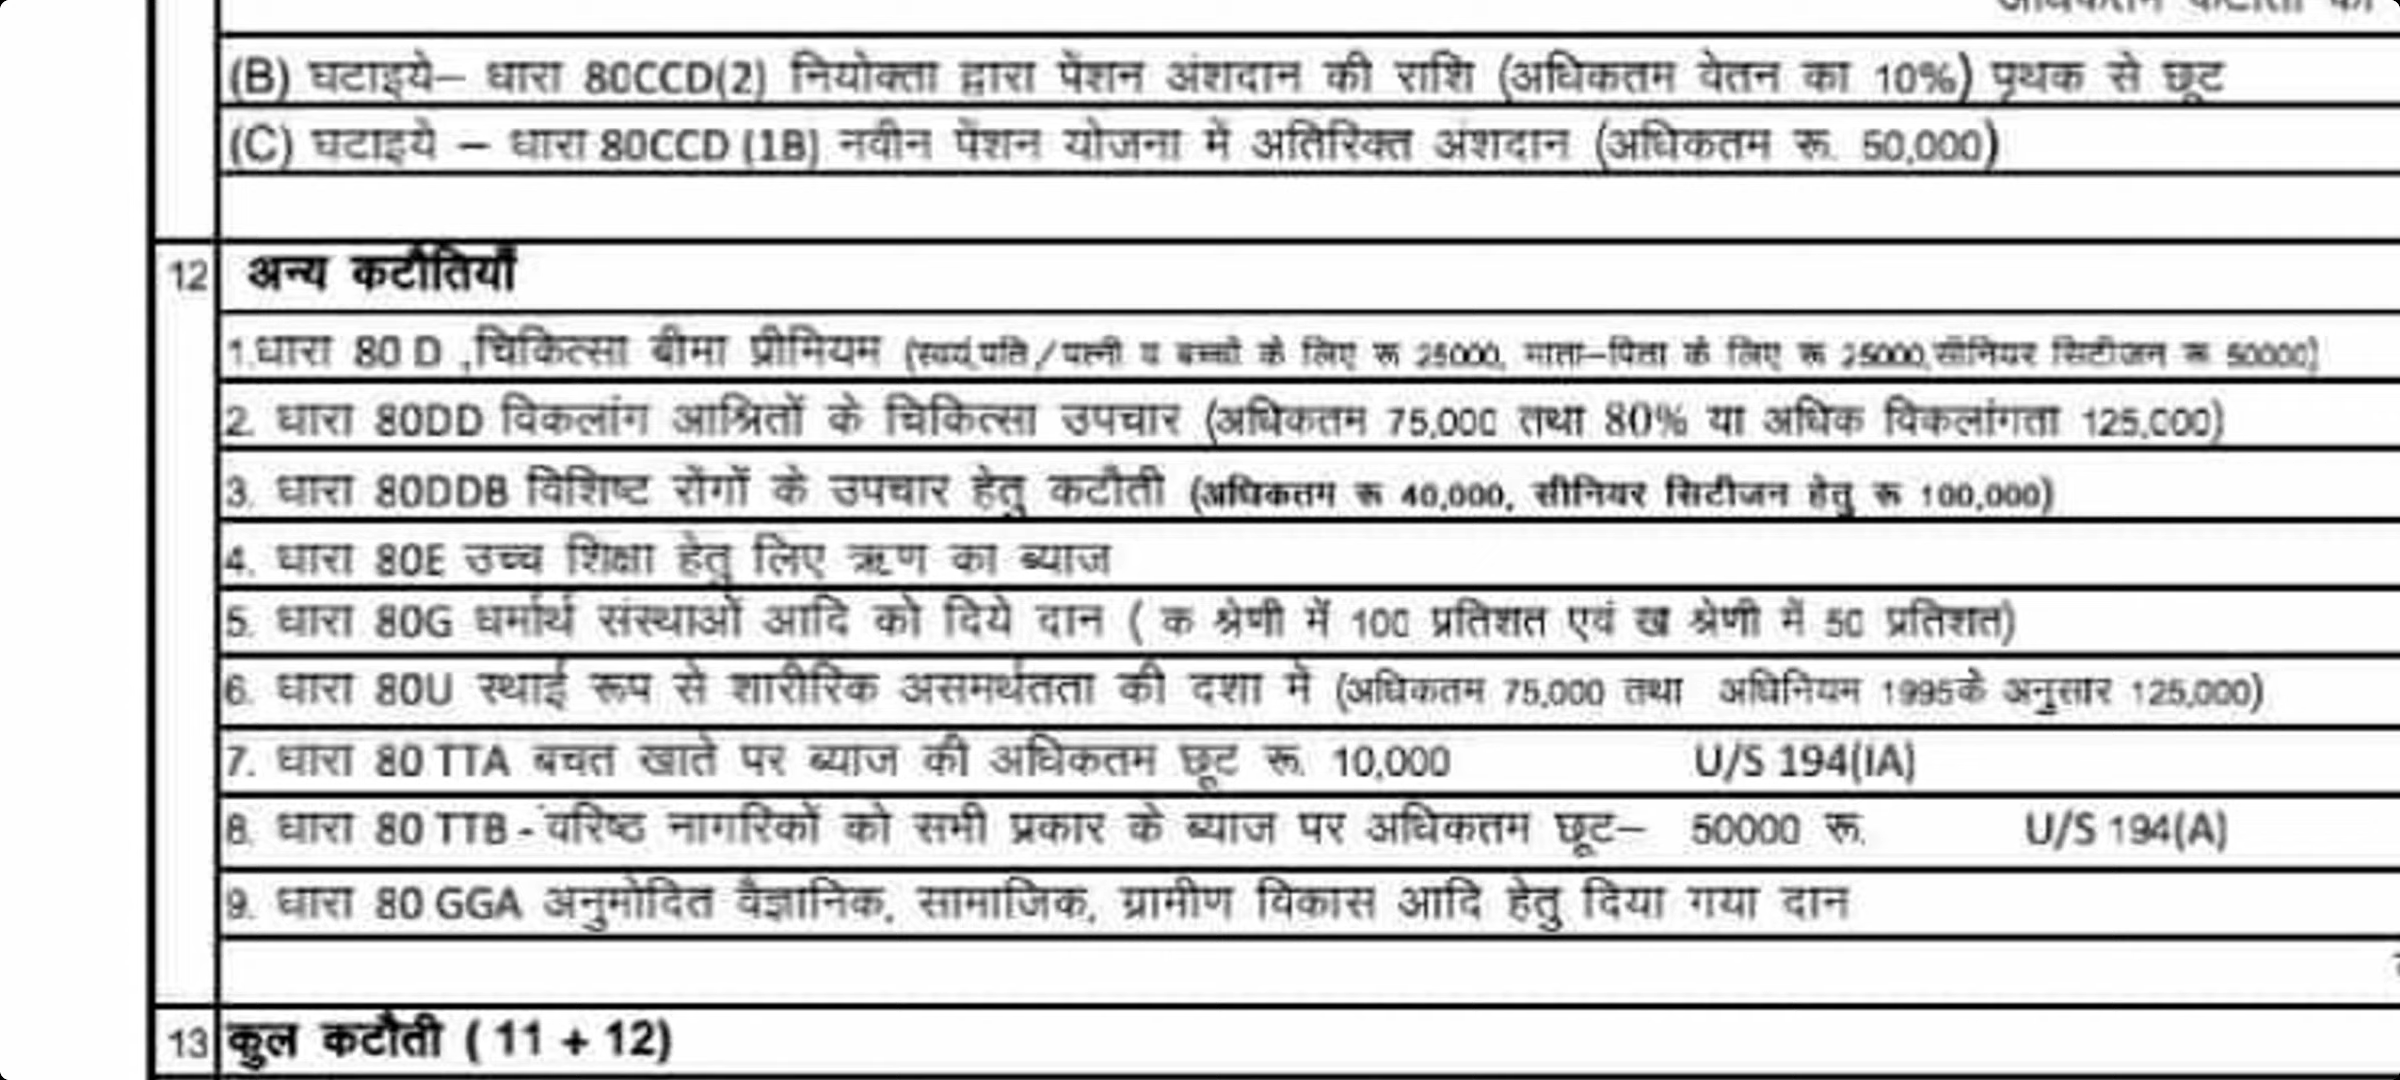 (B) घटाइये– धारा 80CCD(2) नियोक्ता द्वारा पेंशन अंशदान की राशि (अधिकतम वेतन का 10%) पृथक से छूट
(C) घटाइये – धारा 80CCD (1B) नवीन पेंशन योजना में अतिरिक्त अंशदान (अधिकतम रू. 50,000)
12 अन्य कटौतियाँ
1.धारा 80 D ,चिकित्सा बीमा प्रीमियम (स्वयं,पति/पत्नी व बच्चो के लिए रू 25000, माता–पिता के लिए रू 25000,सीनियर सिटीजन रू 50000)
2. धारा 80DD विकलांग आश्रितों के चिकित्सा उपचार (अधिकतम 75,000 तथा 80% या अधिक विकलांगता 125,000)
3. धारा 80DDB विशिष्ट रोंगों के उपचार हेतु कटौती (अधिकतम रू 40,000, सीनियर सिटीजन हेतु रू 100,000)
4. धारा 80E उच्च शिक्षा हेतु लिए ऋण का ब्याज
5. धारा 80G धर्मार्थ संस्थाओं आदि को दिये दान ( क श्रेणी में 100 प्रतिशत एवं ख श्रेणी में 50 प्रतिशत)
6. धारा 80U स्थाई रूप से शारीरिक असमर्थतता की दशा में (अधिकतम 75,000 तथा अधिनियम 1995के अनुसार 125,000)
7. धारा 80 TTA बचत खाते पर ब्याज की अधिकतम छूट रू. 10,000 U/S 194(IA)
8. धारा 80 TTB - वरिष्ठ नागरिकों को सभी प्रकार के ब्याज पर अधिकतम छूट– 50000 रू. U/S 194(A)
9. धारा 80 GGA अनुमोदित वैज्ञानिक, सामाजिक, ग्रामीण विकास आदि हेतु दिया गया दान
13 कुल कटौती ( 11 + 12)